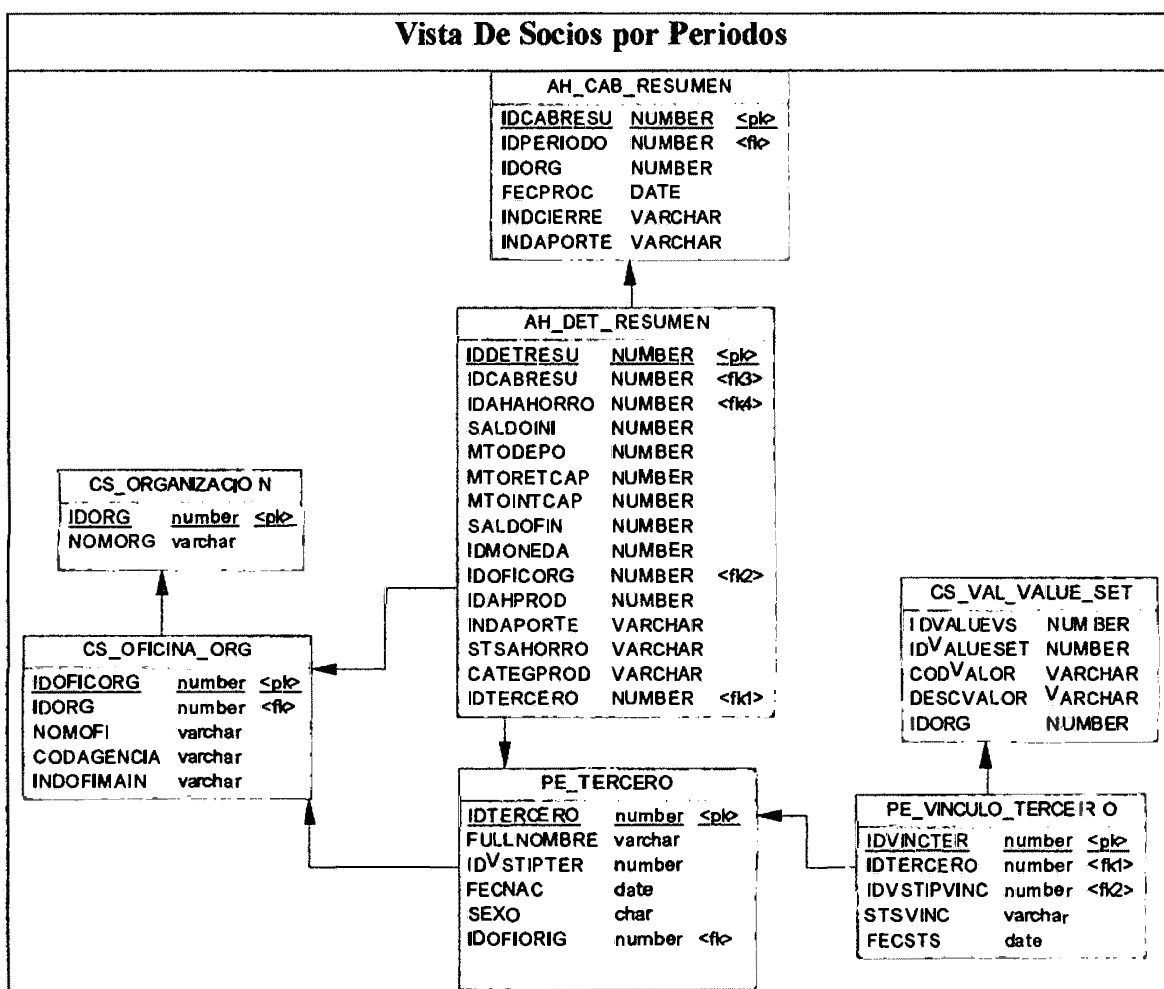 Vista De Socios por Periodos
AH_CAB_RESUMEN
IDCABRESU NUMBER <pk>
IDPERIODO NUMBER <fk>
IDORG NUMBER
FECPROC DATE
INDCIERRE VARCHAR
INDAPORTE VARCHAR
AH_DET_RESUMEN
IDDETRESU NUMBER <pk>
IDCABRESU NUMBER <fk3>
IDAHAHORRO NUMBER <fk4>
SALDOINI NUMBER
MTODEPO NUMBER
MTORETCAP NUMBER
MTOINTCAP NUMBER
SALDOFIN NUMBER
IDMONEDA NUMBER
IDOFICORG NUMBER <fk2>
IDAHPROD NUMBER
INDAPORTE VARCHAR
STSAHORRO VARCHAR
CATEGPROD VARCHAR
IDTERCERO NUMBER <fk1>
CS_ORGANIZACION
IDORG number <pk>
NOMORG varchar
CS_OFICINA_ORG
IDOFICORG number <pk>
IDORG number <fk>
NOMOFI varchar
CODAGENCIA varchar
INDOFIMAIN varchar
PE_TERCERO
IDTERCERO number <pk>
FULLNOMBRE varchar
IDVSTIPTER number
FECNAC date
SEXO char
IDOFIORIG number <fk>
CS_VAL_VALUE_SET
IDVALUEVS NUMBER
IDVALUESET NUMBER
CODVALOR VARCHAR
DESCVALOR VARCHAR
IDORG NUMBER
PE_VINCULO_TERCEIRO
IDVINCTER number <pk>
IDTERCERO number <fk1>
IDVSTIPVINC number <fk2>
STSVINC varchar
FECSTS date